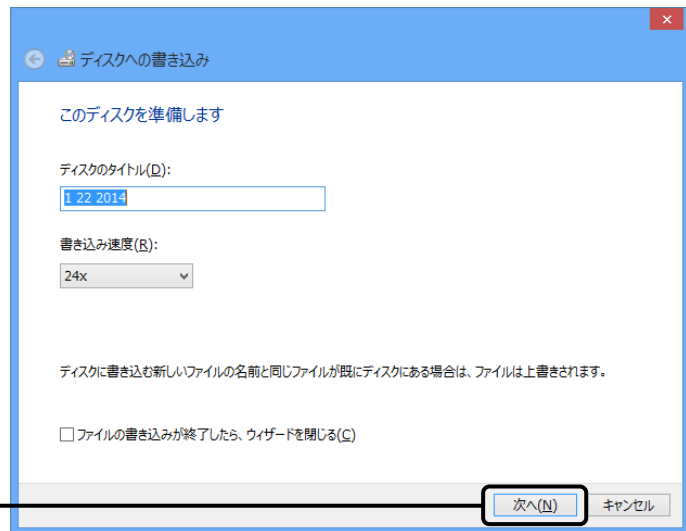 ディスクへの書き込み
このディスクを準備します
ディスクのタイトル(D):
1 22 2014
書き込み速度(R):
24x
ディスクに書き込む新しいファイルの名前と同じファイルが既にディスクにある場合は、ファイルは上書きされます。
ファイルの書き込みが終了したら、ウィザードを閉じる(C)
次へ(N) キャンセル